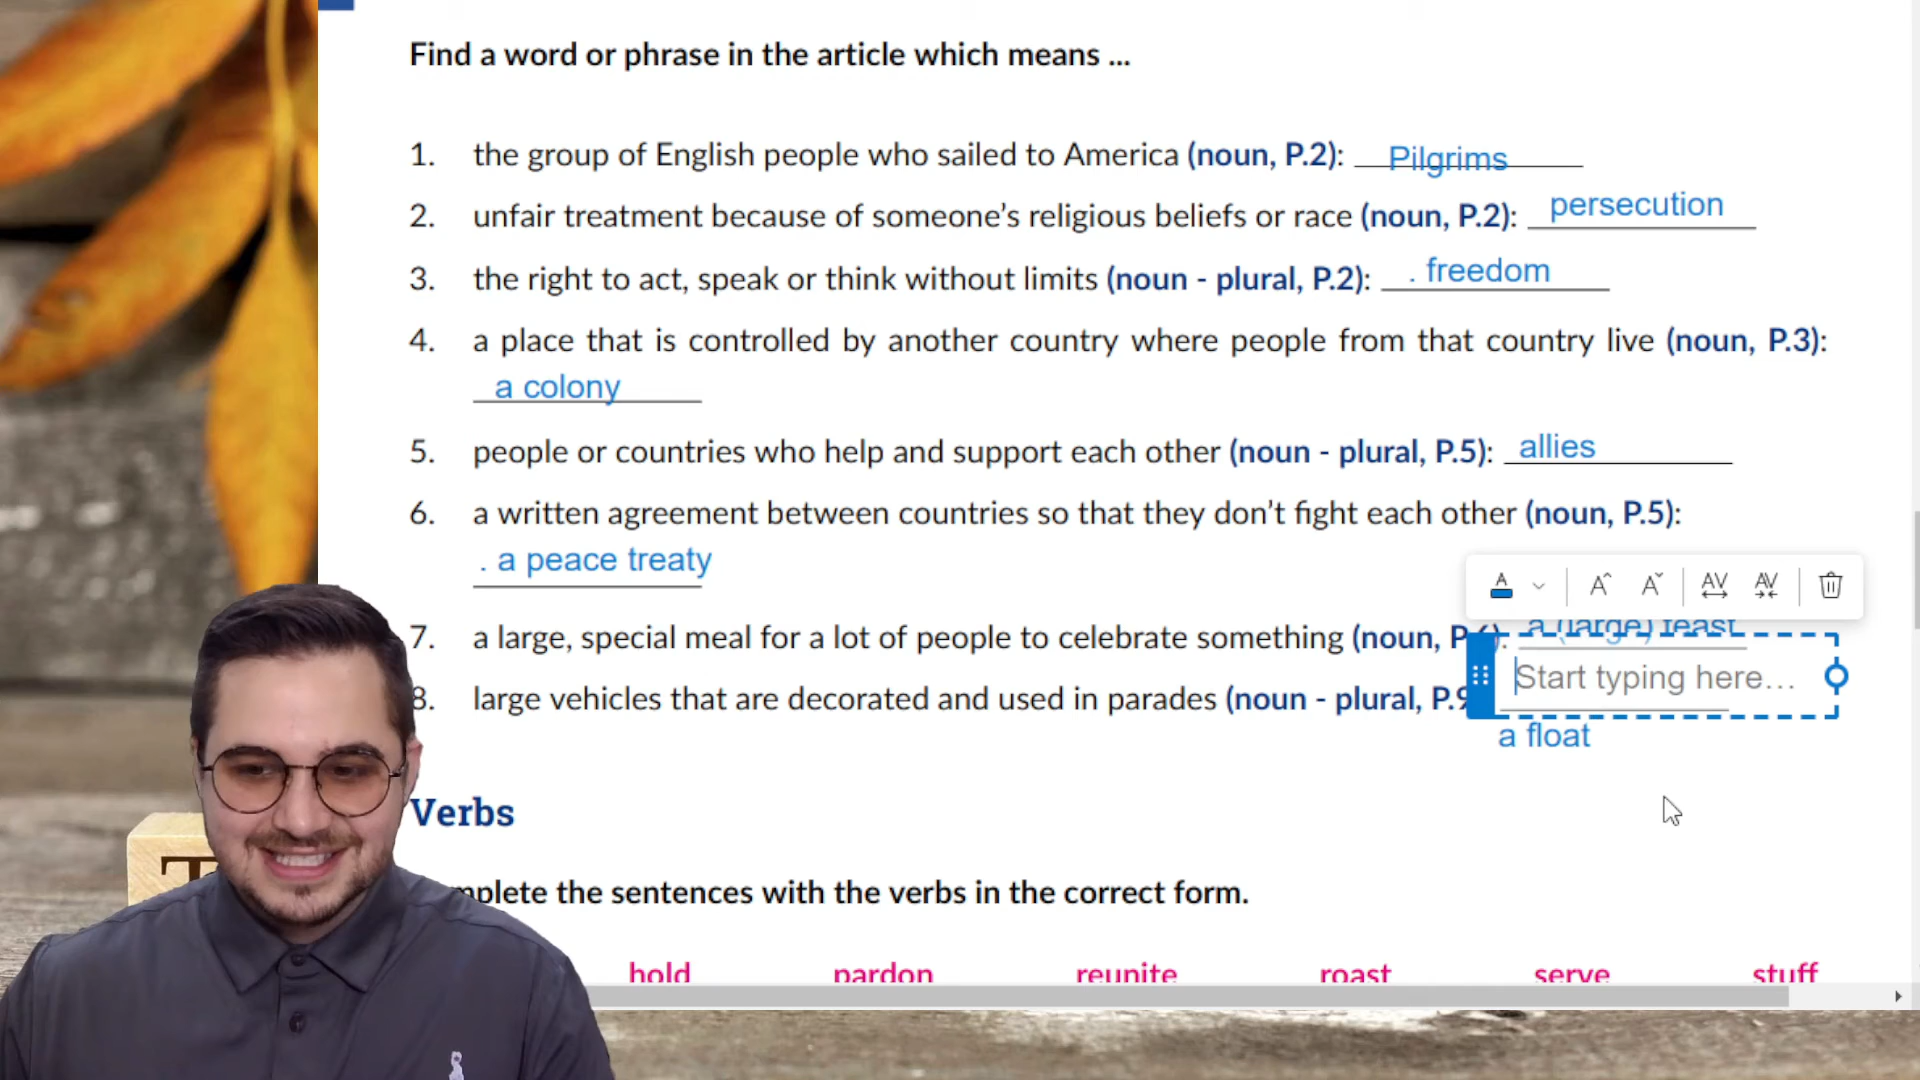 Find a word or phrase in the article which means ...
1. the group of English people who sailed to America (noun, P.2): Pilgrims
2. unfair treatment because of someone's religious beliefs or race (noun, P.2): persecution
3. the right to act, speak or think without limits (noun - plural, P.2): . freedom
4. a place that is controlled by another country where people from that country live (noun, P.3):
a colony
5. people or countries who help and support each other (noun - plural, P.5): allies
6. a written agreement between countries so that they don't fight each other (noun, P.5):
. a peace treaty
7. a large, special meal for a lot of people to celebrate something (noun, P.6): a (large) feast
Start typing here...
8. large vehicles that are decorated and used in parades (noun - plural, P.9
a float
Verbs
mplete the sentences with the verbs in the correct form.
hold pardon reunite roast serve stuff
T